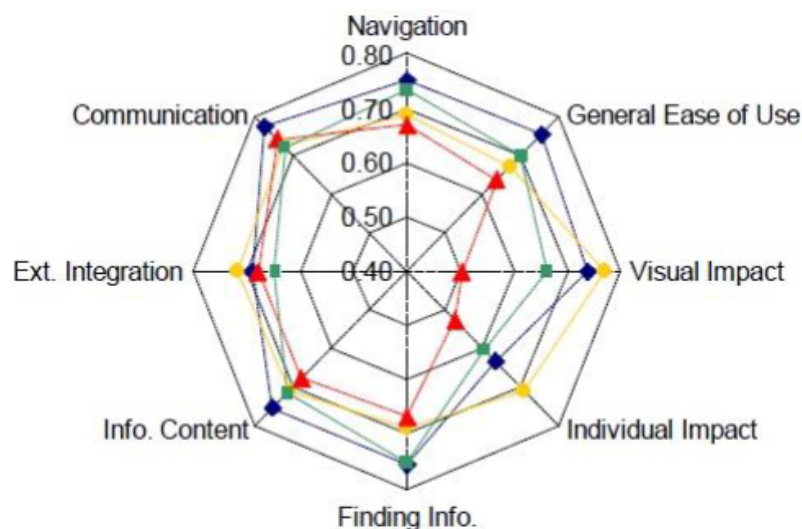 Navigation
0.80
Communication
0.70
General Ease of Use
0.60
0.50
Ext. Integration
0.40
Visual Impact
Info. Content
Individual Impact
Finding Info.